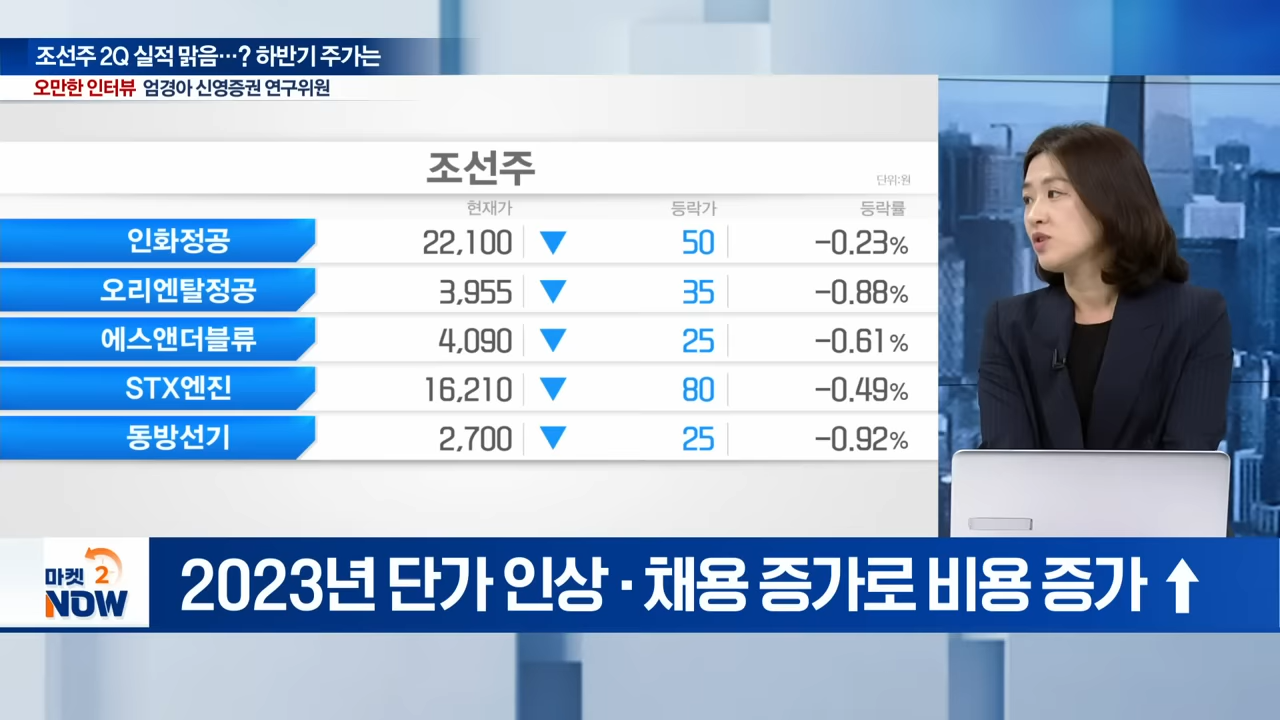 조선주 2Q 실적 맑음…? 하반기 주가는
오만한 인터뷰 엄경아 신영증권 연구위원
조선주
단위:원
현재가 등락가 등락률
인화정공 22,100 ▼ 50 -0.23%
오리엔탈정공 3,955 ▼ 35 -0.88%
에스앤더블류 4,090 ▼ 25 -0.61%
STX엔진 16,210 ▼ 80 -0.49%
동방선기 2,700 ▼ 25 -0.92%
마켓 2
NOW
2023년 단가 인상·채용 증가로 비용 증가↑